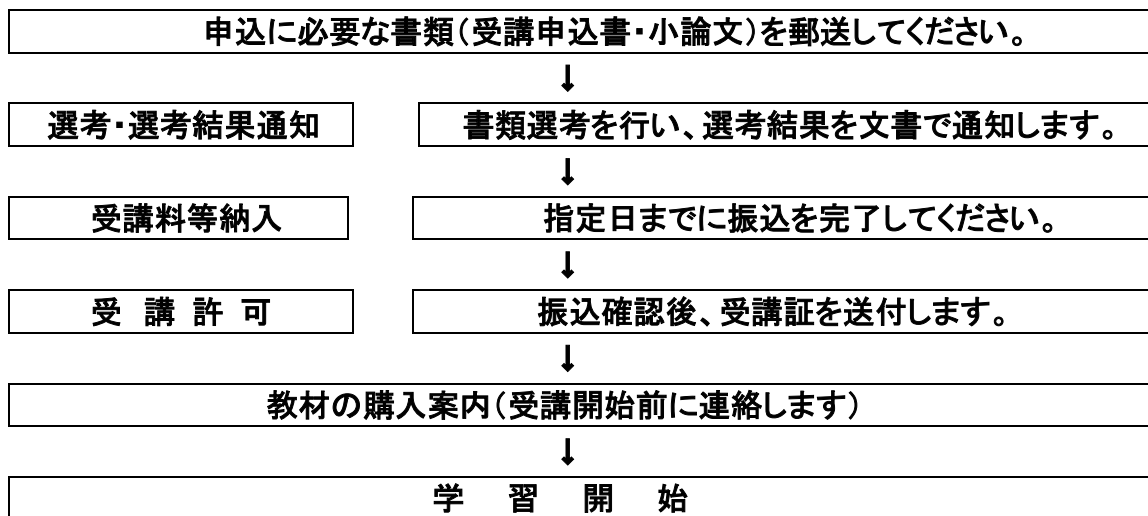 申込に必要な書類（受講申込書・小論文）を郵送してください。
↓
選考・選考結果通知
書類選考を行い、選考結果を文書で通知します。
↓
受講料等納入
指定日までに振込を完了してください。
↓
受 講 許 可
振込確認後、受講証を送付します。
↓
教材の購入案内（受講開始前に連絡します）
↓
学 習 開 始